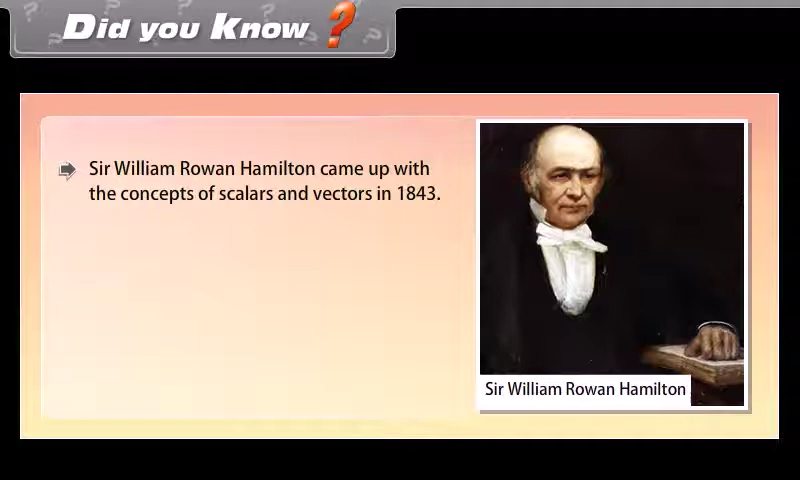 Did you Know ?
Sir William Rowan Hamilton came up with
the concepts of scalars and vectors in 1843.
Sir William Rowan Hamilton